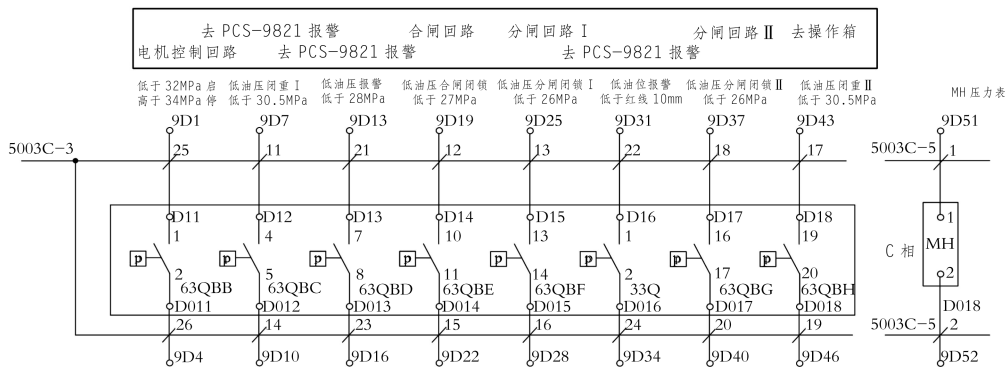 去 PCS-9821 报警 合闸回路 分闸回路 I 分闸回路 Ⅱ 去操作箱
电机控制回路 去 PCS-9821 报警 去 PCS-9821 报警
低于 32MPa 启 低油压闭重 I 低油压报警 低油压合闸闭锁 低油压分闸闭锁 I 低油位报警 低油压分闸闭锁 Ⅱ 低油压闭重 Ⅱ MH 压力表
高于 34MPa 停 低于 30.5MPa 低于 28MPa 低于 27MPa 低于 26MPa 低于红线 10mm 低于 26MPa 低于 30.5MPa
9D1 9D7 9D13 9D19 9D25 9D31 9D37 9D43 9D51
5003C-3 25 11 21 12 13 22 18 17 5003C-5 1
D11 D12 D13 D14 D15 D16 D17 D18 1
1 4 7 10 13 1 16 19
p p p p p p p p C 相 MH
2 5 8 11 14 2 17 20 2
63QBB 63QBC 63QBD 63QBE 63QBF 33Q 63QBG 63QBH
D011 D012 D013 D014 D015 D016 D017 D018 D018
26 14 23 15 16 24 20 19 5003C-5 2
9D4 9D10 9D16 9D22 9D28 9D34 9D40 9D46 9D52